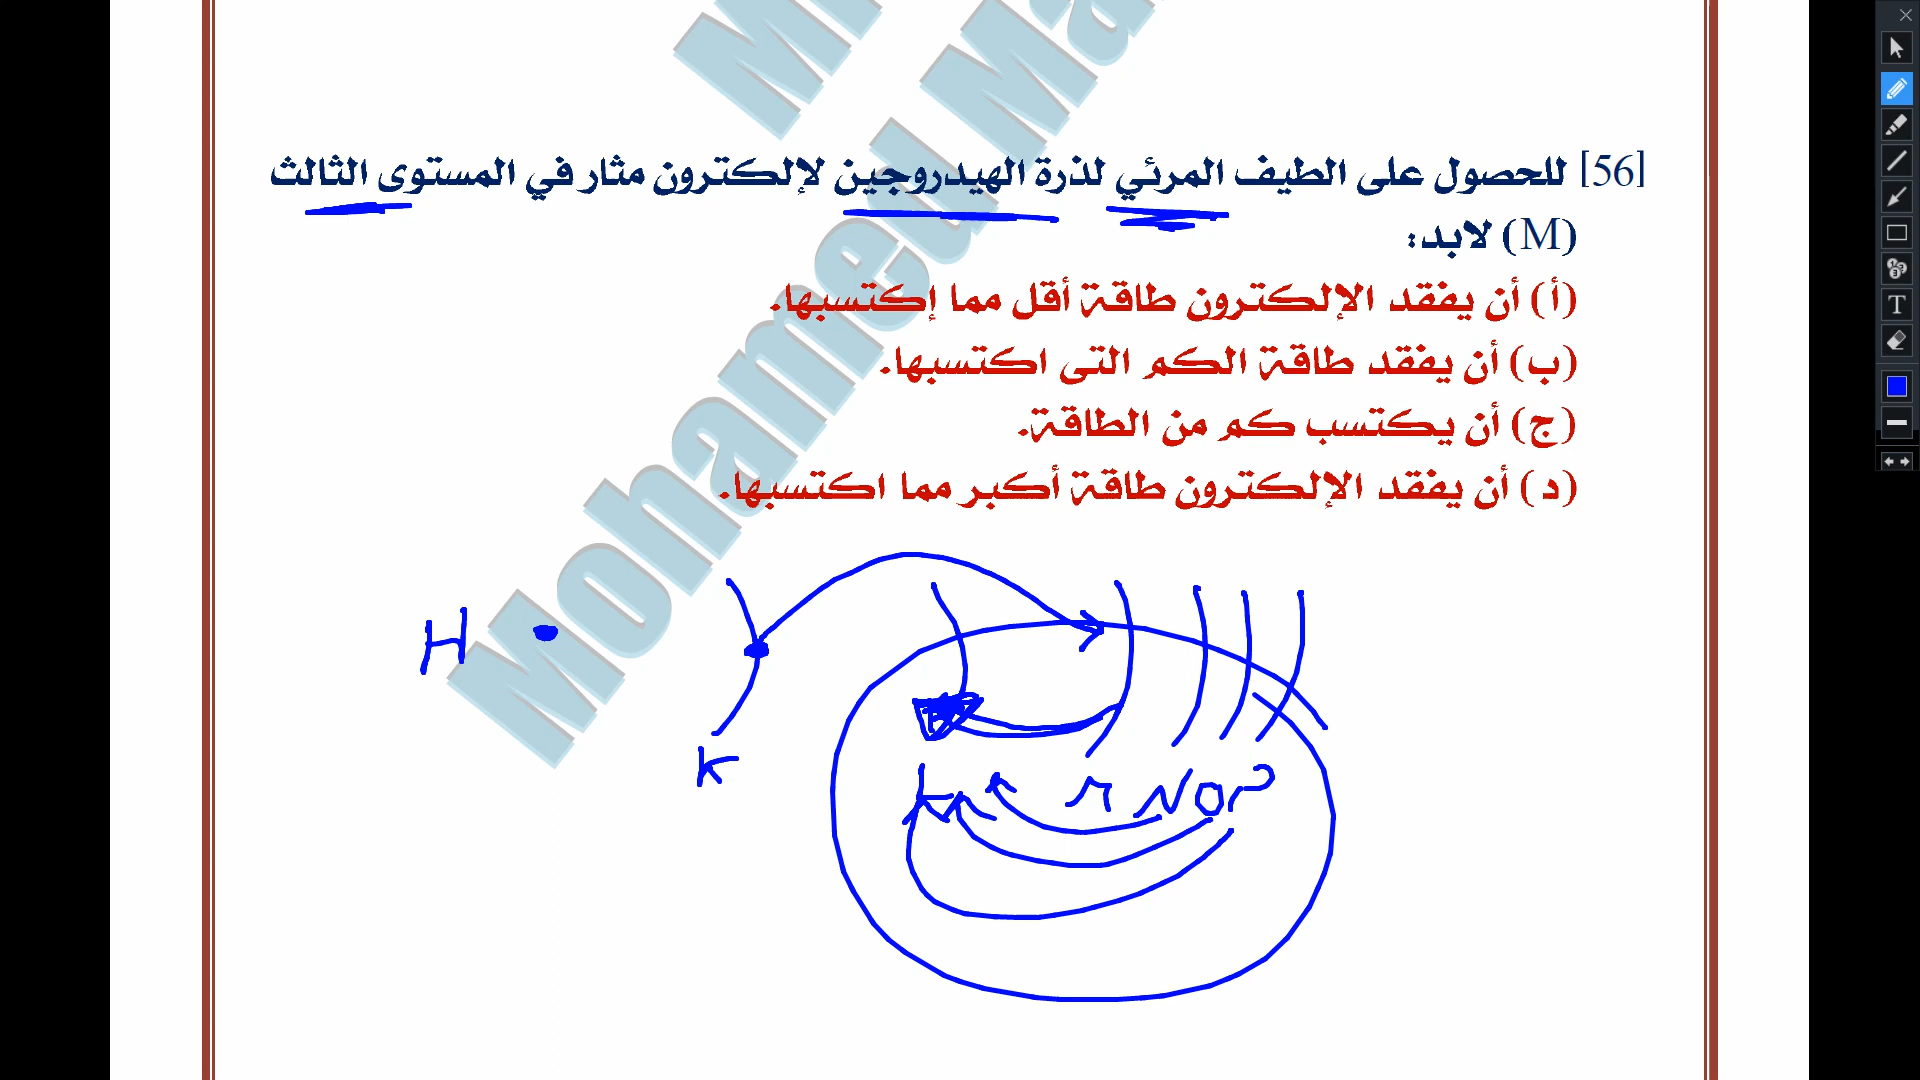 [56] للحصول على الطيف المرئي لذرة الهيدروجين لإلكترون مثار في المستوى الثالث
(M) لابد:
(أ) أن يفقد الإلكترون طاقة أقل مما إكتسبها.
(ب) أن يفقد طاقة الكم التى اكتسبها.
(ج) أن يكتسب كم من الطاقة.
(د) أن يفقد الإلكترون طاقة أكبر مما اكتسبها.
H
K
L M N O P
Mohamed Ma